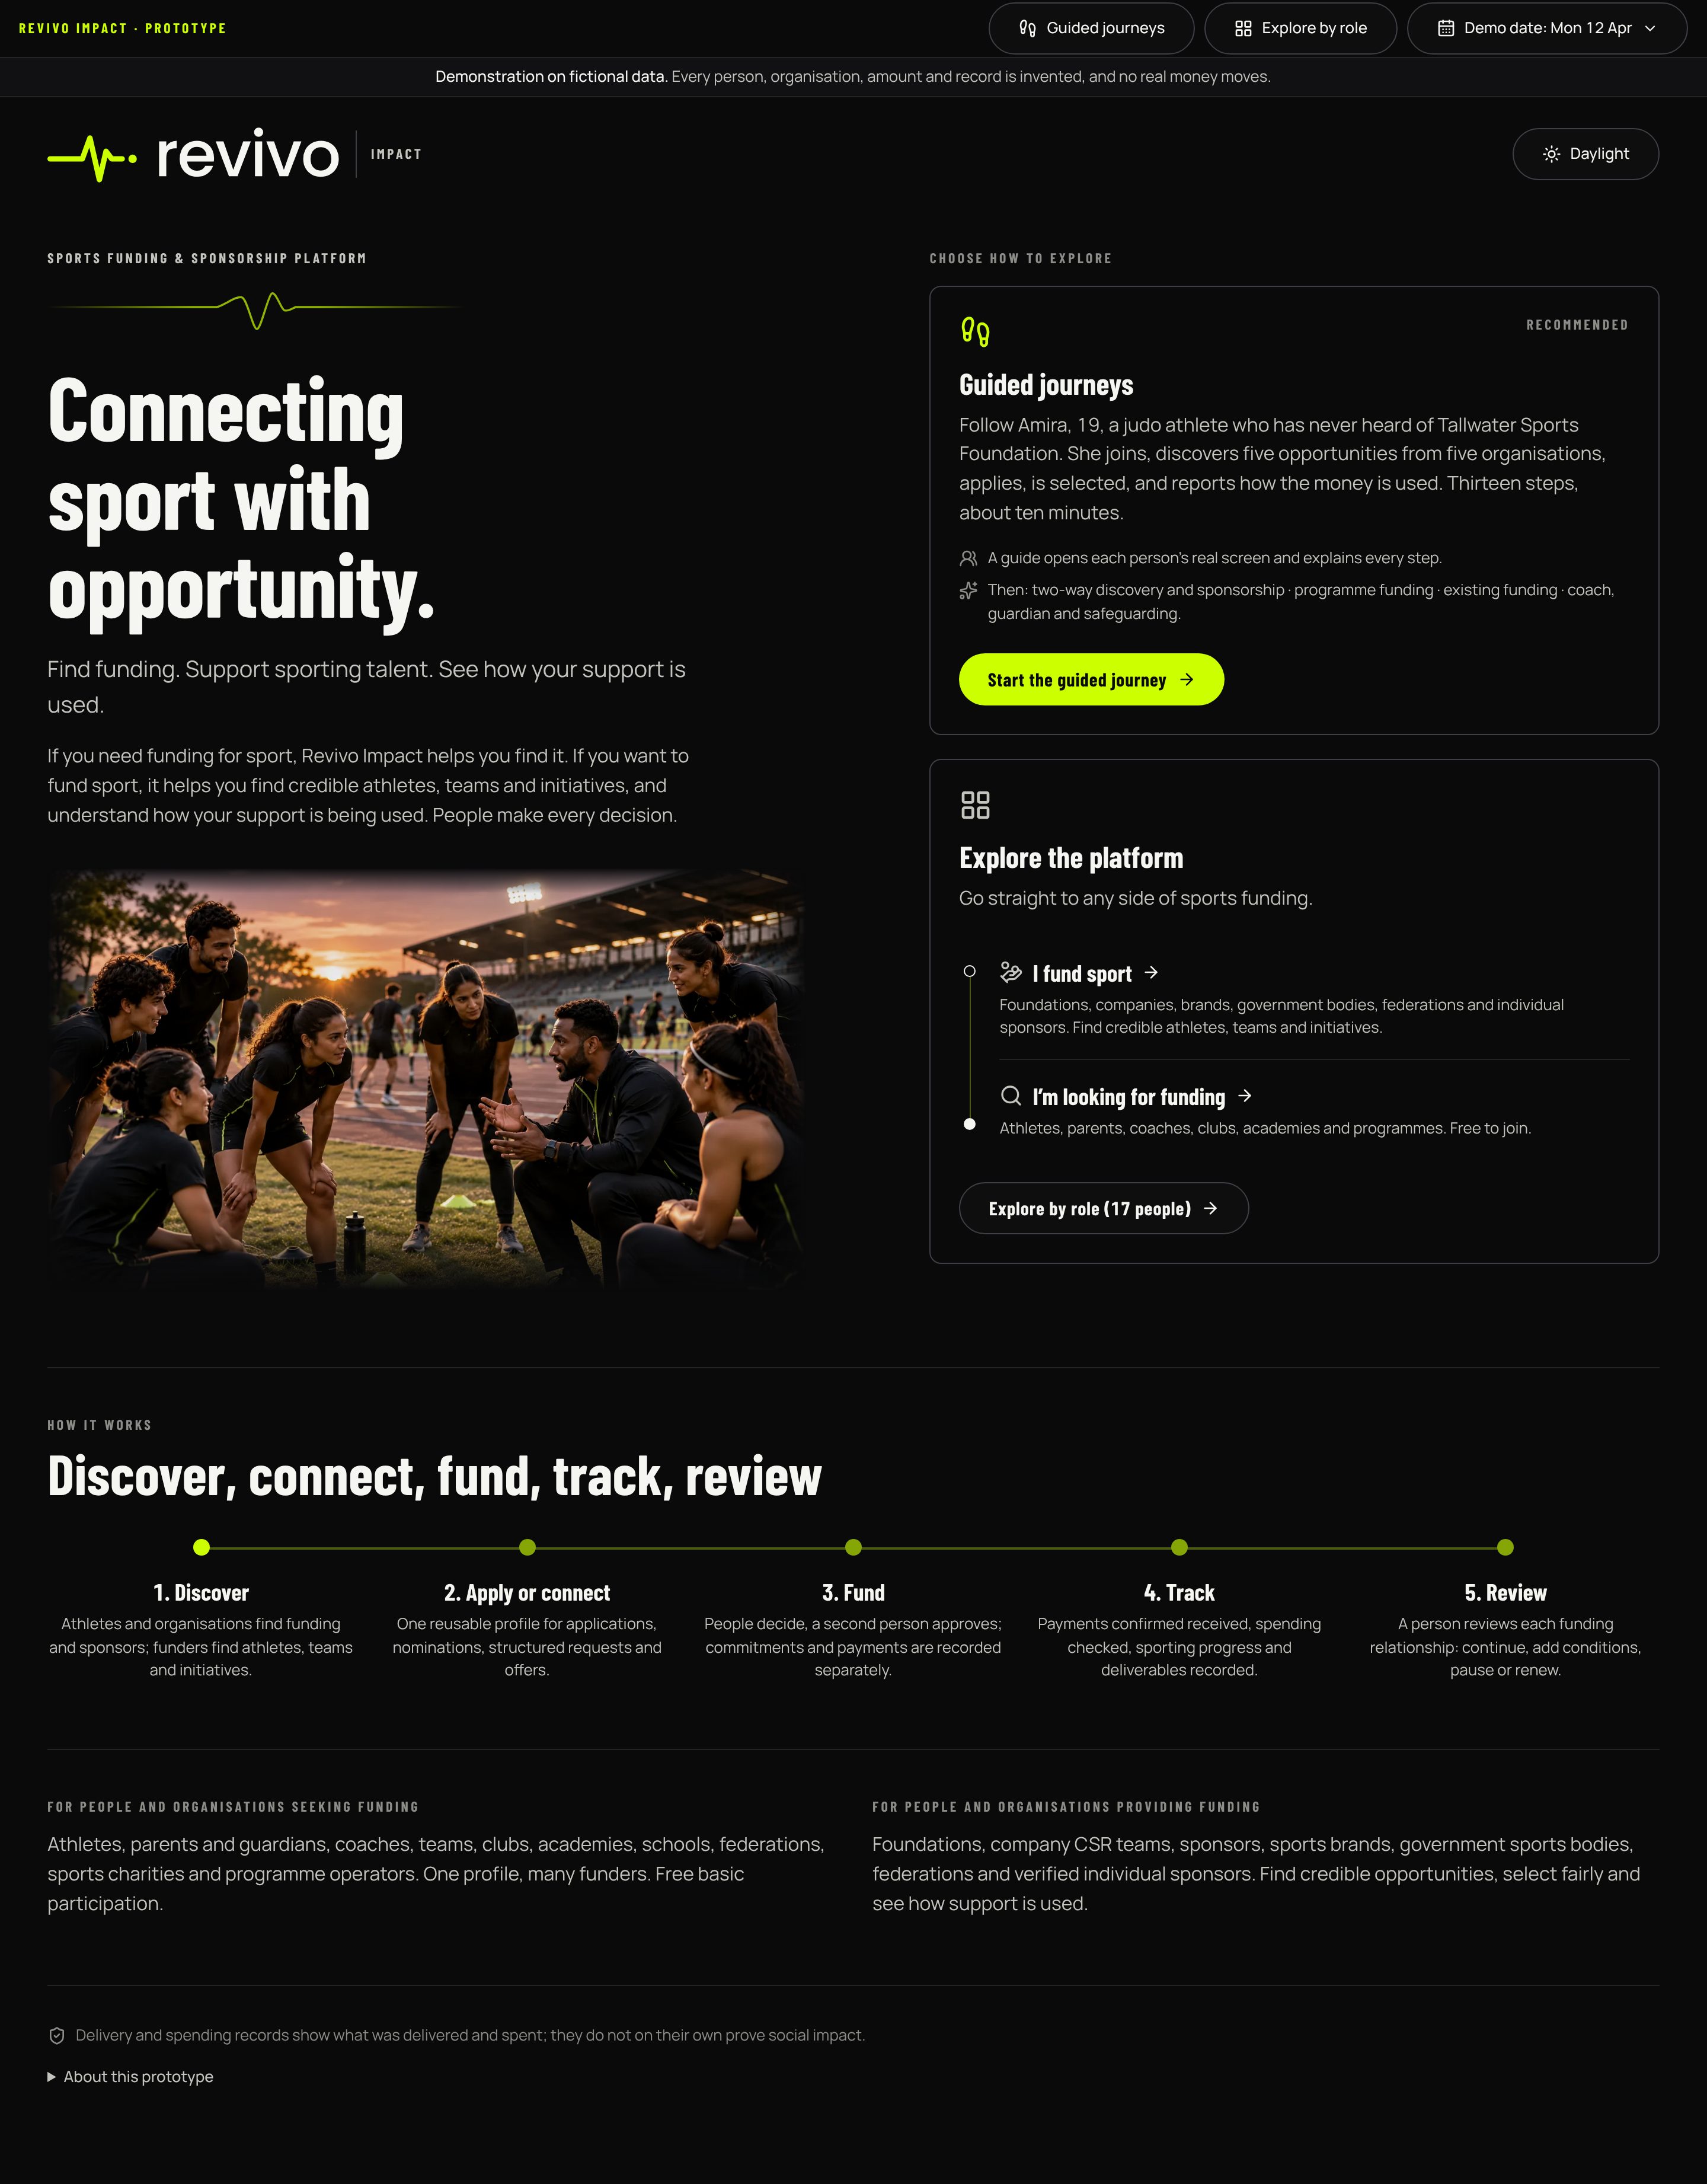 REVIVO IMPACT · PROTOTYPE
Guided journeys
Explore by role
Demo date: Mon 12 Apr
Demonstration on fictional data. Every person, organisation, amount and record is invented, and no real money moves.
revivo
IMPACT
Daylight
SPORTS FUNDING & SPONSORSHIP PLATFORM
Connecting
sport with
opportunity.
Find funding. Support sporting talent. See how your support is
used.
If you need funding for sport, Revivo Impact helps you find it. If you want to
fund sport, it helps you find credible athletes, teams and initiatives, and
understand how your support is being used. People make every decision.
CHOOSE HOW TO EXPLORE
RECOMMENDED
Guided journeys
Follow Amira, 19, a judo athlete who has never heard of Tallwater Sports
Foundation. She joins, discovers five opportunities from five organisations,
applies, is selected, and reports how the money is used. Thirteen steps,
about ten minutes.
A guide opens each person's real screen and explains every step.
Then: two-way discovery and sponsorship · programme funding · existing funding · coach,
guardian and safeguarding.
Start the guided journey
Explore the platform
Go straight to any side of sports funding.
I fund sport
Foundations, companies, brands, government bodies, federations and individual
sponsors. Find credible athletes, teams and initiatives.
I'm looking for funding
Athletes, parents, coaches, clubs, academies and programmes. Free to join.
Explore by role (17 people)
HOW IT WORKS
Discover, connect, fund, track, review
1. Discover
Athletes and organisations find funding
and sponsors; funders find athletes, teams
and initiatives.
2. Apply or connect
One reusable profile for applications,
nominations, structured requests and
offers.
3. Fund
People decide, a second person approves;
commitments and payments are recorded
separately.
4. Track
Payments confirmed received, spending
checked, sporting progress and
deliverables recorded.
5. Review
A person reviews each funding
relationship: continue, add conditions,
pause or renew.
FOR PEOPLE AND ORGANISATIONS SEEKING FUNDING
Athletes, parents and guardians, coaches, teams, clubs, academies, schools, federations,
sports charities and programme operators. One profile, many funders. Free basic
participation.
FOR PEOPLE AND ORGANISATIONS PROVIDING FUNDING
Foundations, company CSR teams, sponsors, sports brands, government sports bodies,
federations and verified individual sponsors. Find credible opportunities, select fairly and
see how support is used.
Delivery and spending records show what was delivered and spent; they do not on their own prove social impact.
About this prototype